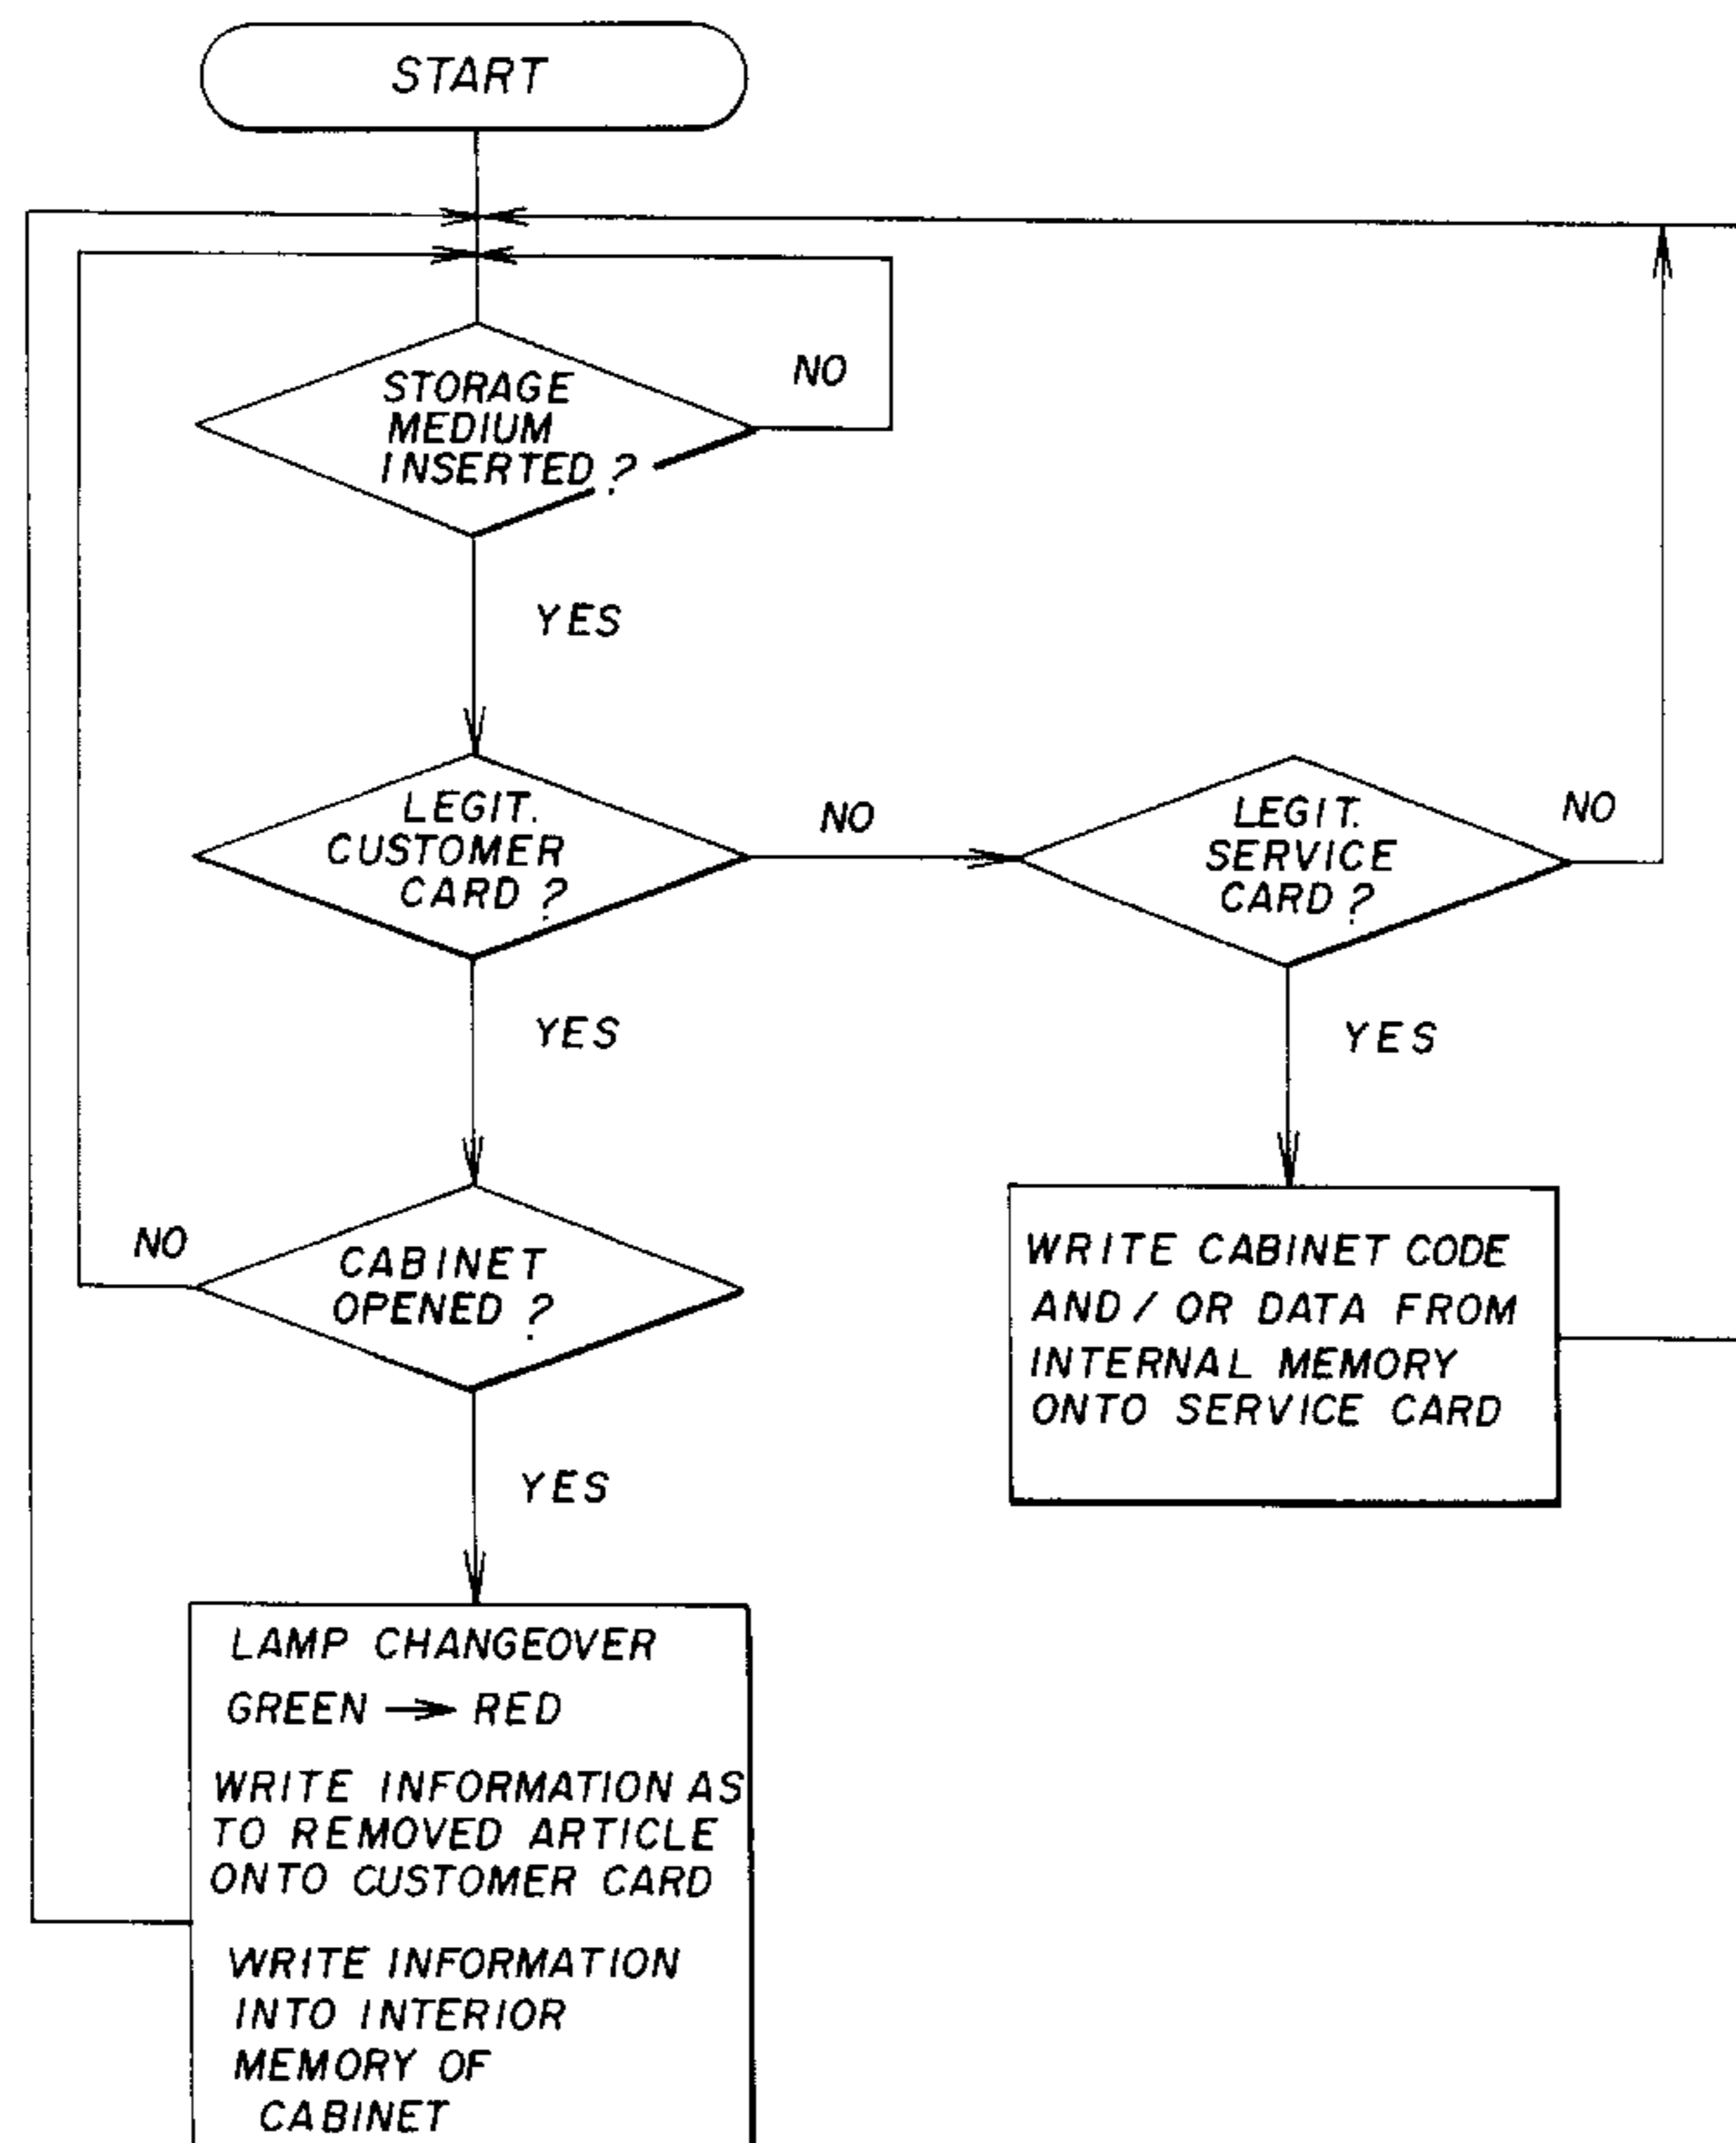 START
NO
STORAGE
MEDIUM
INSERTED ?
YES
LEGIT.
CUSTOMER
CARD ?
NO
LEGIT.
SERVICE
CARD ?
NO
YES
YES
NO
CABINET
OPENED ?
WRITE CABINET CODE
AND / OR DATA FROM
INTERNAL MEMORY
ONTO SERVICE CARD
YES
LAMP CHANGEOVER
GREEN → RED
WRITE INFORMATION AS
TO REMOVED ARTICLE
ONTO CUSTOMER CARD
WRITE INFORMATION
INTO INTERIOR
MEMORY OF
CABINET